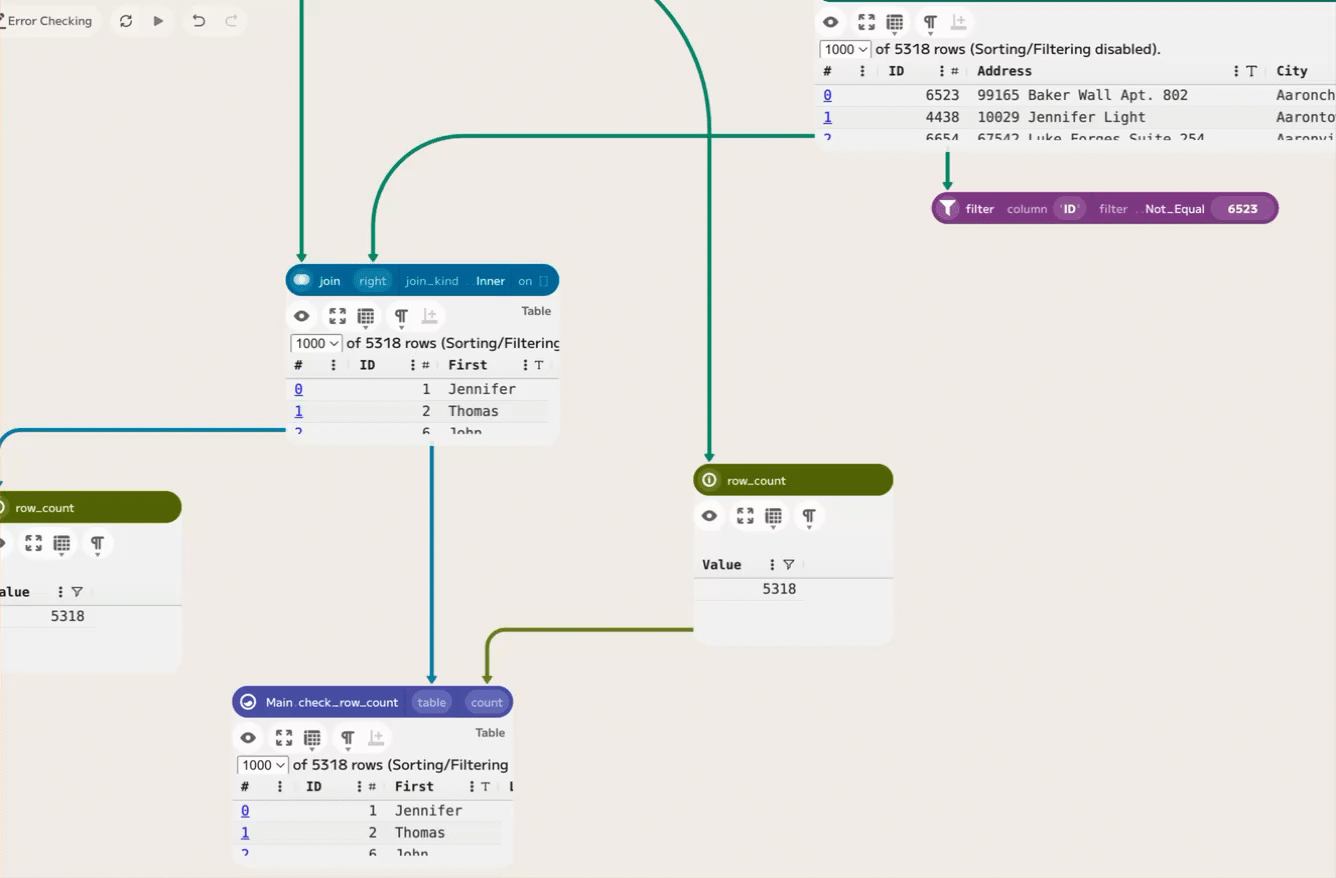 Error Checking
1000 of 5318 rows (Sorting/Filtering disabled).
# ID # Address T City
0 6523 99165 Baker Wall Apt. 802 Aaronch
1 4438 10029 Jennifer Light Aaronto
2 6654 67542 Luke Forges Suite 254 Aaronvi
filter column 'ID' filter ..Not_Equal 6523
join right join_kind ..Inner on []
Table
1000 of 5318 rows (Sorting/Filtering
# ID # First T
0 1 Jennifer
1 2 Thomas
2 6 John
row_count
Value
5318
row_count
alue
5318
Main.check_row_count table count
Table
1000 of 5318 rows (Sorting/Filtering
# ID # First T L
0 1 Jennifer
1 2 Thomas
2 6 John